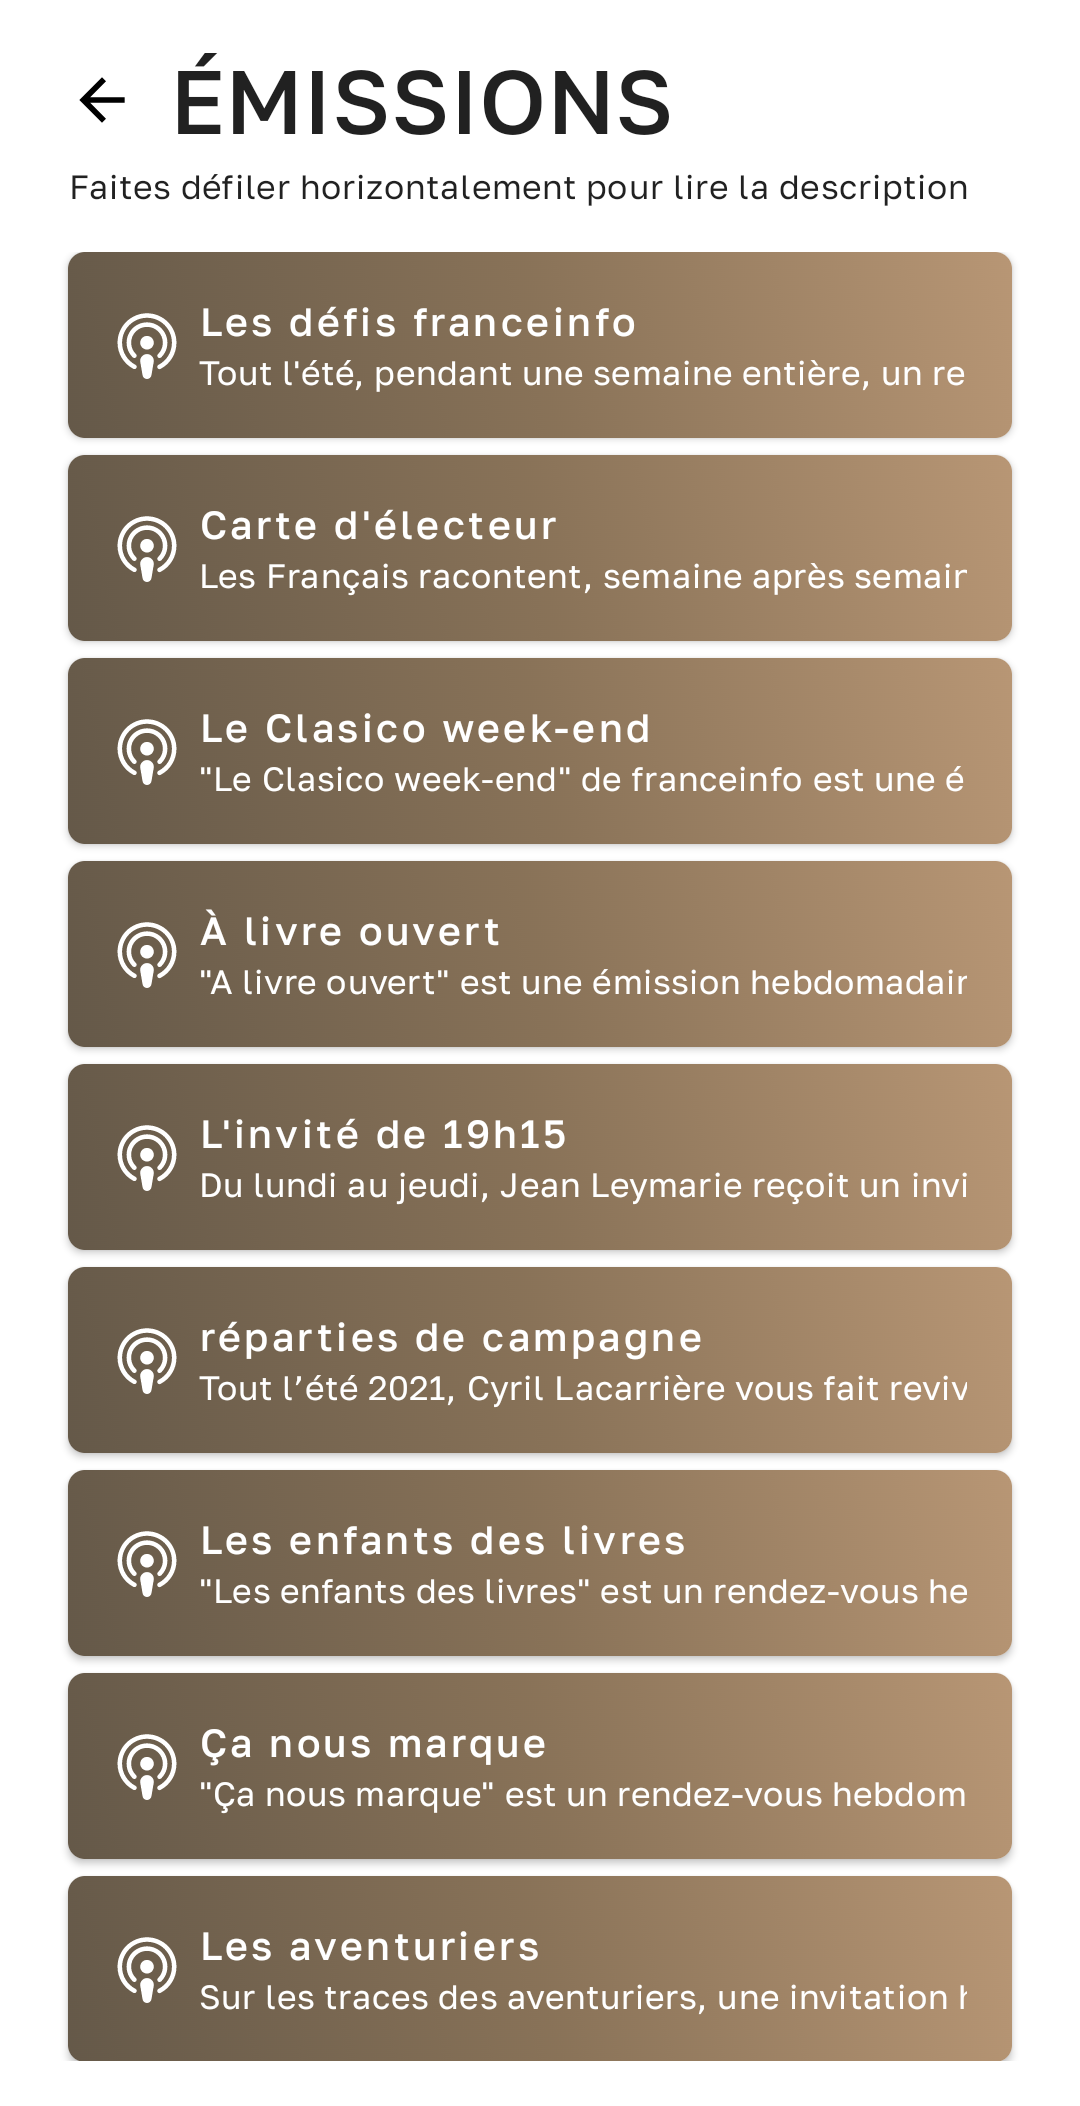 ÉMISSIONS
Faites défiler horizontalement pour lire la description
Les défis franceinfo
Tout l'été, pendant une semaine entière, un re
Carte d'électeur
Les Français racontent, semaine après semain
Le Clasico week-end
"Le Clasico week-end" de franceinfo est une é
À livre ouvert
"A livre ouvert" est une émission hebdomadair
L'invité de 19h15
Du lundi au jeudi, Jean Leymarie reçoit un invi
réparties de campagne
Tout l’été 2021, Cyril Lacarrière vous fait reviv
Les enfants des livres
"Les enfants des livres" est un rendez-vous he
Ça nous marque
"Ça nous marque" est un rendez-vous hebdom
Les aventuriers
Sur les traces des aventuriers, une invitation h